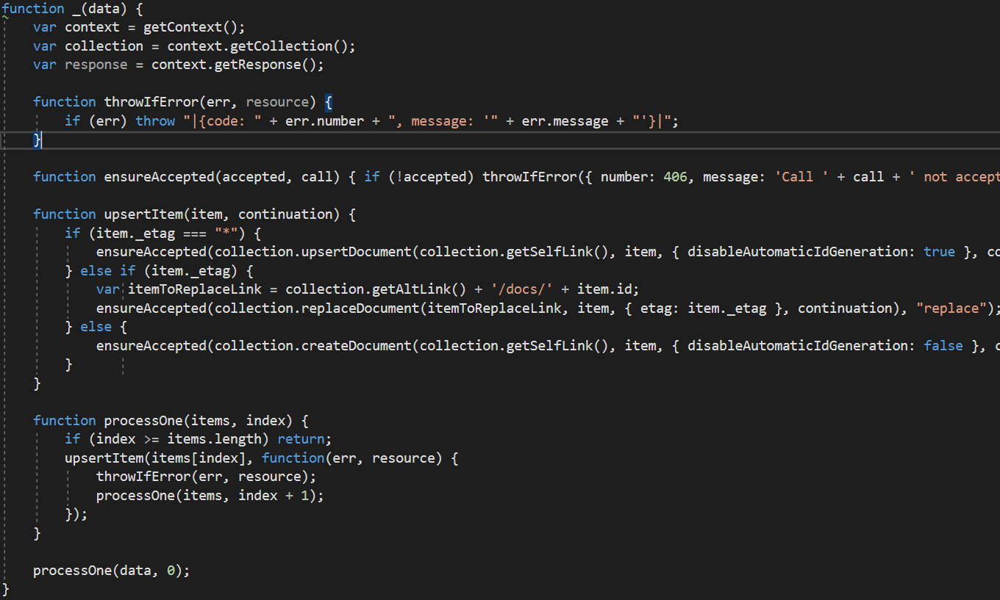 function _(data) {
var context = getContext();
var collection = context.getCollection();
var response = context.getResponse();
function throwIfError(err, resource) {
if (err) throw "|{code: " + err.number + ", message: '" + err.message + "'}|";
}
function ensureAccepted(accepted, call) { if (!accepted) throwIfError({ number: 406, message: 'Call ' + call + ' not accept
function upsertItem(item, continuation) {
if (item._etag === "*") {
ensureAccepted(collection.upsertDocument(collection.getSelfLink(), item, { disableAutomaticIdGeneration: true }, co
} else if (item._etag) {
var itemToReplaceLink = collection.getAltLink() + '/docs/' + item.id;
ensureAccepted(collection.replaceDocument(itemToReplaceLink, item, { etag: item._etag }, continuation), "replace");
} else {
ensureAccepted(collection.createDocument(collection.getSelfLink(), item, { disableAutomaticIdGeneration: false }, c
}
}
function processOne(items, index) {
if (index >= items.length) return;
upsertItem(items[index], function(err, resource) {
throwIfError(err, resource);
processOne(items, index + 1);
});
}
processOne(data, 0);
}